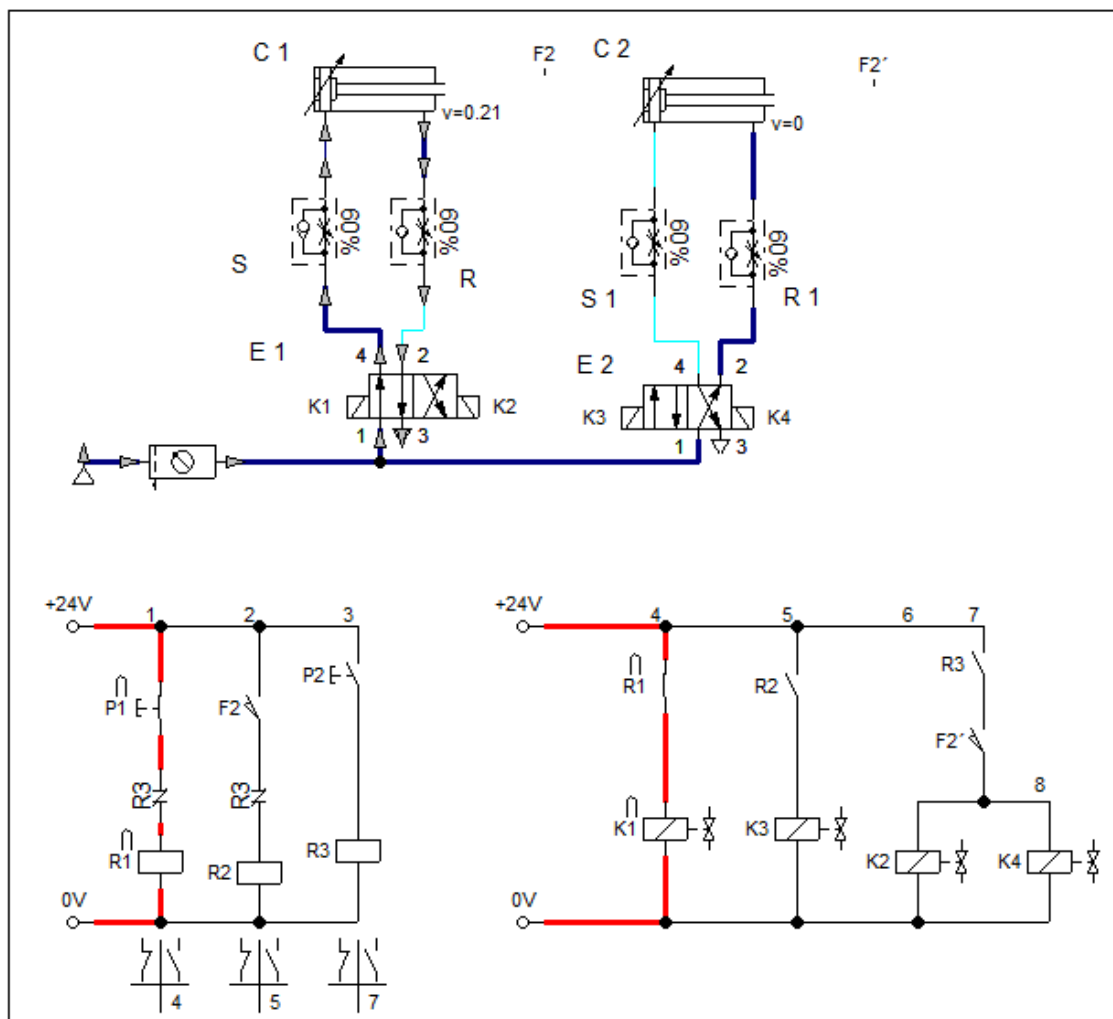 C 1 F2 C 2 F2´
v=0.21 v=0
60% 60% 60% 60%
S R S 1 R 1
E 1 4 2 E 2 4 2
K1 K2 K3 K4
1 3 1 3
+24V 1 2 3 +24V 4 5 6 7
P2 R1 R2 R3
P1 F2 F2´
R3 R3 8
R1 R2 R3 K1 K3 K2 K4
0V 0V
4 5 7